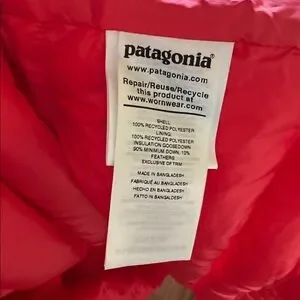 patagonia®
www.patagonia.com
Repair/Reuse/Recycle
this product at
www.wornwear.com
SHELL
100% RECYCLED POLYESTER
LINING:
100% RECYCLED POLYESTER
INSULATION GOOSEDOWN
90% MINIMUM DOWN, 10%
FEATHERS
EXCLUSIVE OF TRIM
MADE IN BANGLADESH
FABRIQUÉ AU BANGLADESH
HECHO EN BANGLADESH
FATTO IN BANGALDESH